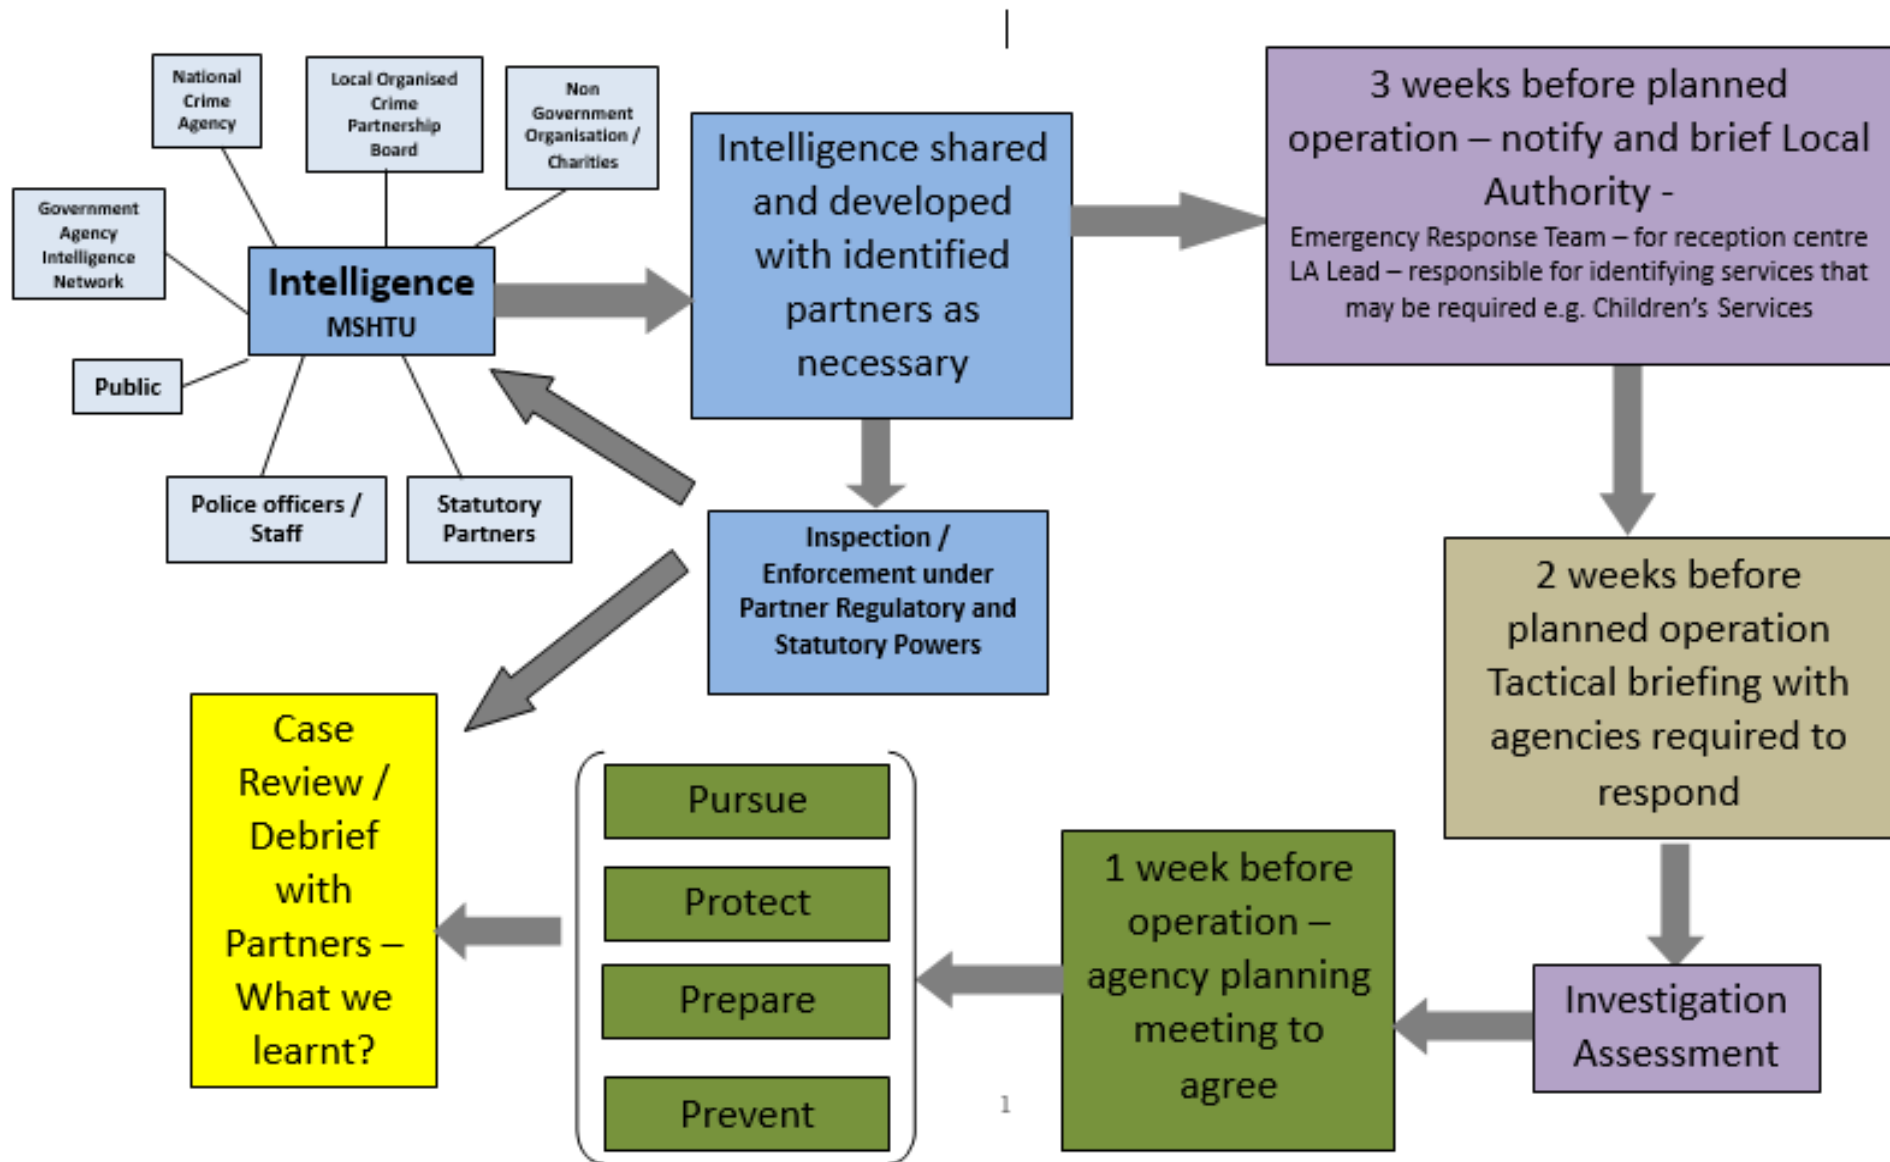 National
Crime
Agency
Local Organised
Crime
Partnership
Board
Non
Government
Organisation /
Charities
Government
Agency
Intelligence
Network
Intelligence
MSHTU
Public
Police officers /
Staff
Statutory
Partners
Intelligence shared
and developed
with identified
partners as
necessary
3 weeks before planned
operation – notify and brief Local
Authority -
Emergency Response Team – for reception centre
LA Lead – responsible for identifying services that
may be required e.g. Children’s Services
Inspection /
Enforcement under
Partner Regulatory and
Statutory Powers
2 weeks before
planned operation
Tactical briefing with
agencies required to
respond
Investigation
Assessment
1 week before
operation –
agency planning
meeting to
agree
Pursue
Protect
Prepare
Prevent
Case
Review /
Debrief
with
Partners –
What we
learnt?
1